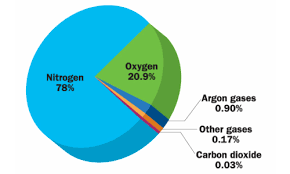 Nitrogen
78%
Oxygen
20.9%
Argon gases
0.90%
Other gases
0.17%
Carbon dioxide
0.03%